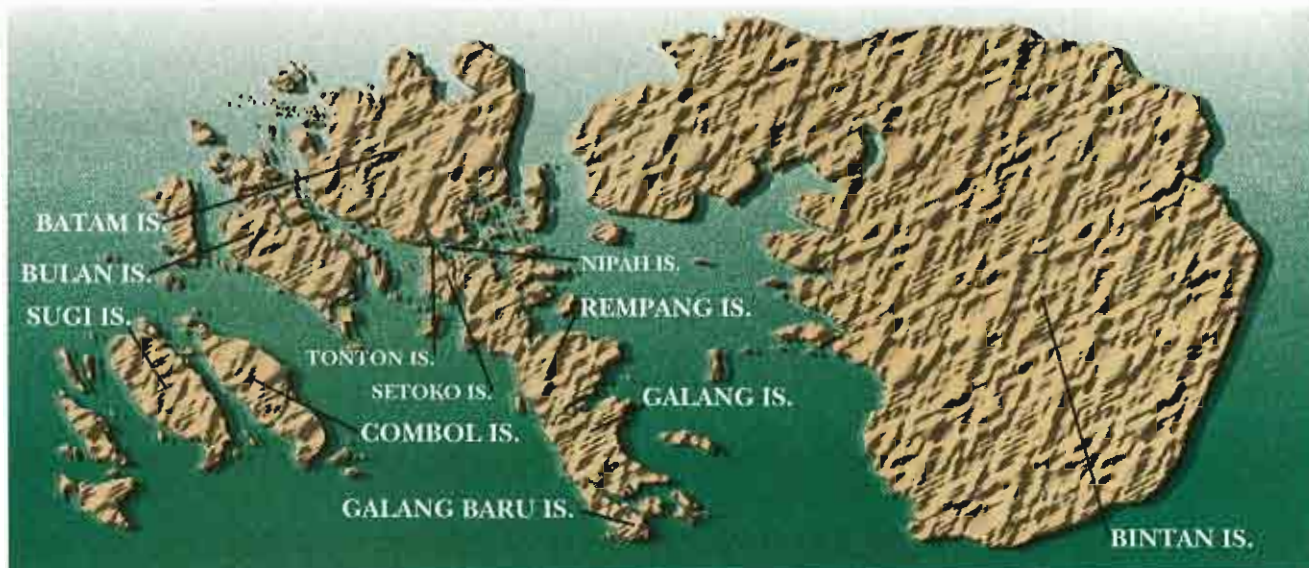 BATAM IS.
BULAN IS.
SUGI IS.
NIPAH IS.
REMPANG IS.
TONTON IS.
SETOKO IS.
GALANG IS.
COMBOL IS.
GALANG BARU IS.
BINTAN IS.